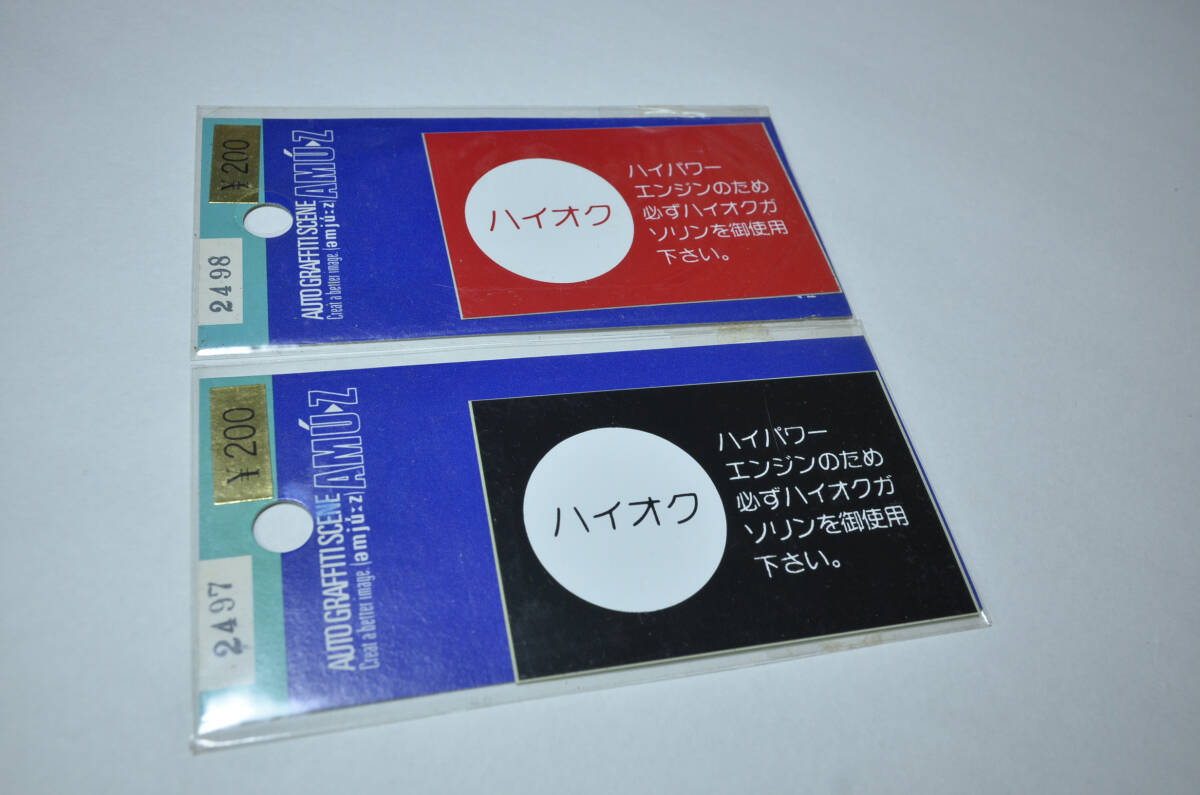 ¥200
2498
AUTO GRAFFITI SCENE
Creat a better image.
[əmjú:z]
AMÚZ
ハイオク
ハイパワー
エンジンのため
必ずハイオクガ
ソリンを御使用
下さい。
¥200
2497
AUTO GRAFFITI SCENE
Creat a better image.
[əmjú:z]
AMÚZ
ハイオク
ハイパワー
エンジンのため
必ずハイオクガ
ソリンを御使用
下さい。